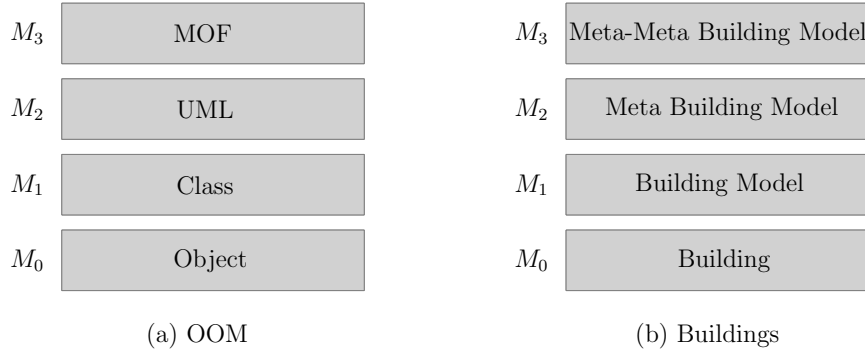 M₃ MOF
M₂ UML
M₁ Class
M₀ Object
(a) OOM
M₃ Meta-Meta Building Model
M₂ Meta Building Model
M₁ Building Model
M₀ Building
(b) Buildings